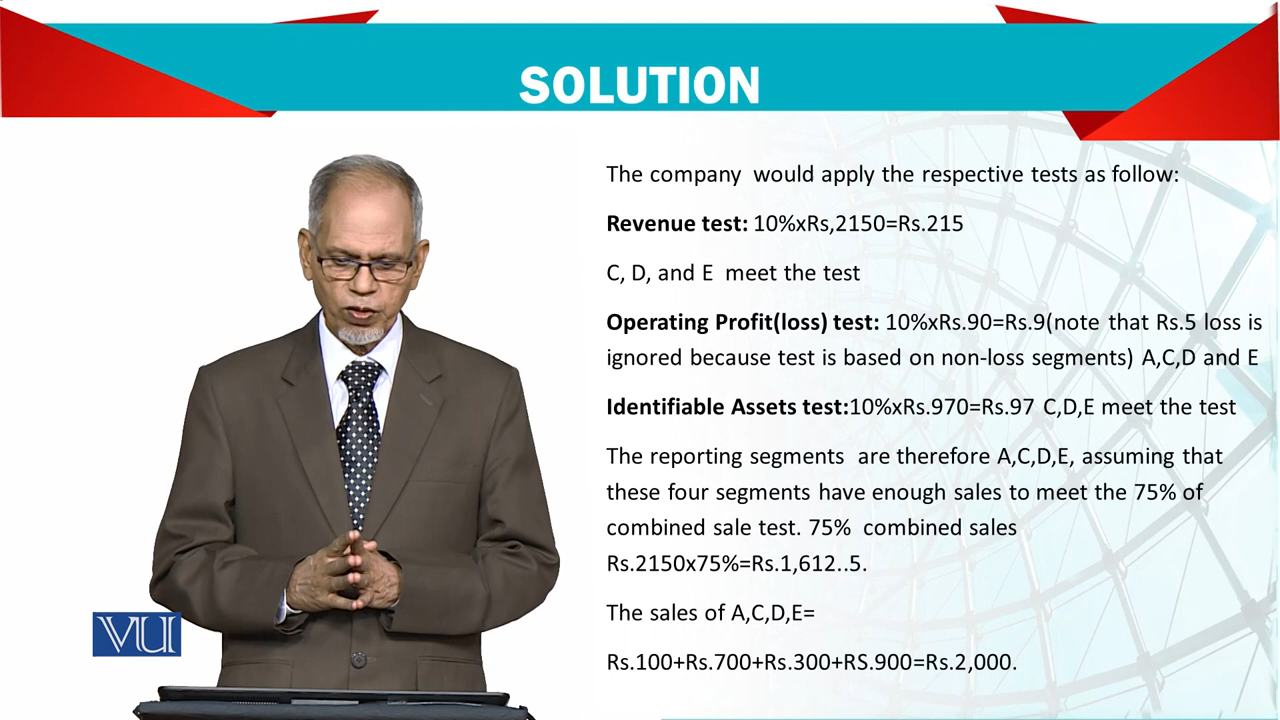 SOLUTION
The company would apply the respective tests as follow:
Revenue test: 10%xRs,2150=Rs.215
C, D, and E meet the test
Operating Profit(loss) test: 10%xRs.90=Rs.9(note that Rs.5 loss is
ignored because test is based on non-loss segments) A,C,D and E
Identifiable Assets test:10%xRs.970=Rs.97 C,D,E meet the test
The reporting segments are therefore A,C,D,E, assuming that
these four segments have enough sales to meet the 75% of
combined sale test. 75% combined sales
Rs.2150x75%=Rs.1,612..5.
The sales of A,C,D,E=
Rs.100+Rs.700+Rs.300+RS.900=Rs.2,000.
VU